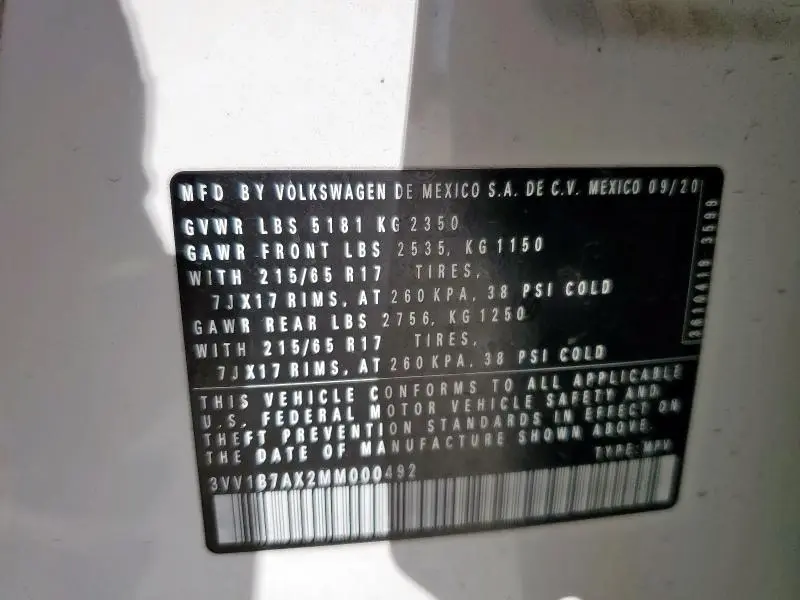 MFD BY VOLKSWAGEN DE MEXICO S.A. DE C.V. MEXICO 09/20
GVWR LBS 5181 KG 2350
GAWR FRONT LBS 2535, KG 1150
WITH 215/65 R17 TIRES,
7JX17 RIMS, AT 260 KPA, 38 PSI COLD
GAWR REAR LBS 2756, KG 1250
WITH 215/65 R17 TIRES,
7JX17 RIMS, AT 260 KPA, 38 PSI COLD
THIS VEHICLE CONFORMS TO ALL APPLICABLE
U.S. FEDERAL MOTOR VEHICLE SAFETY AND
THEFT PREVENTION STANDARDS IN EFFECT ON
THE DATE OF MANUFACTURE SHOWN ABOVE.
TYPE: MPV
3VV1B7AX2MM000492
3599